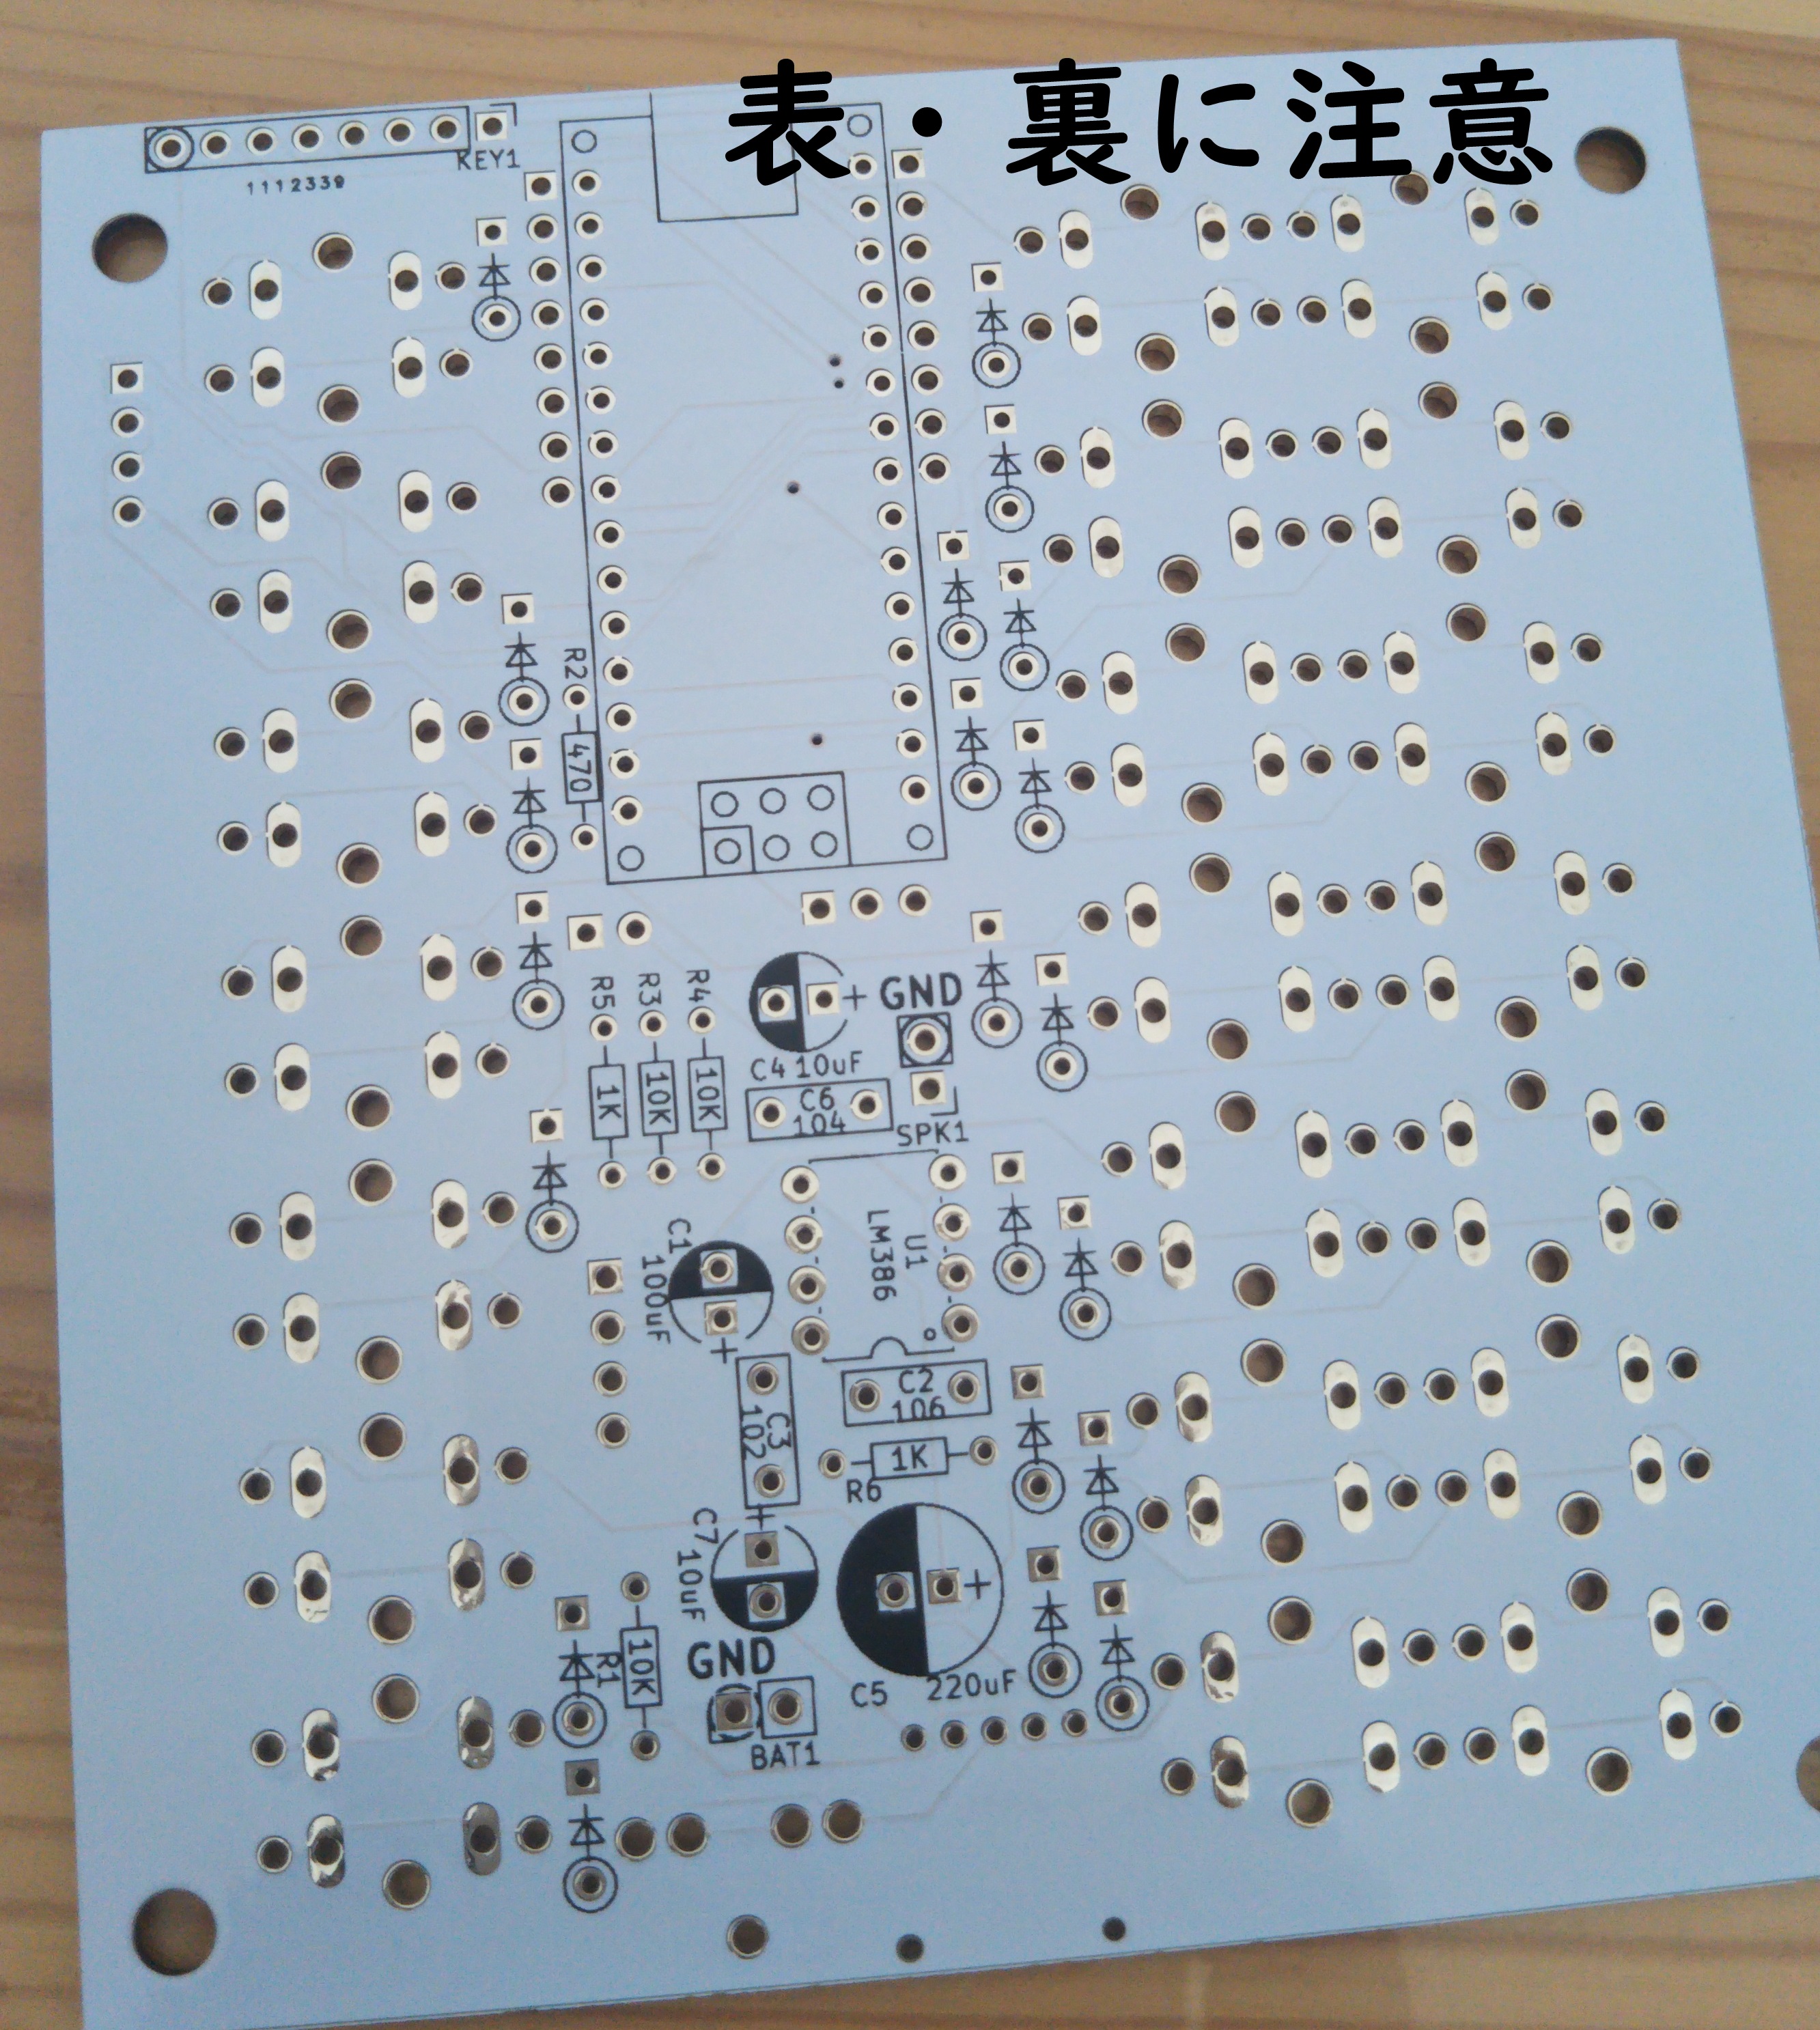 表・裏に注意
KEY1
1112339
R2
470
R5
R3
R4
1K
10K
10K
+
C4 10uF
GND
C6
104
SPK1
C1
100uF
+
U1
LM386
C2
106
C3
102
1K
R6
+
C7
10uF
+
C5
220uF
R1
10K
GND
BAT1